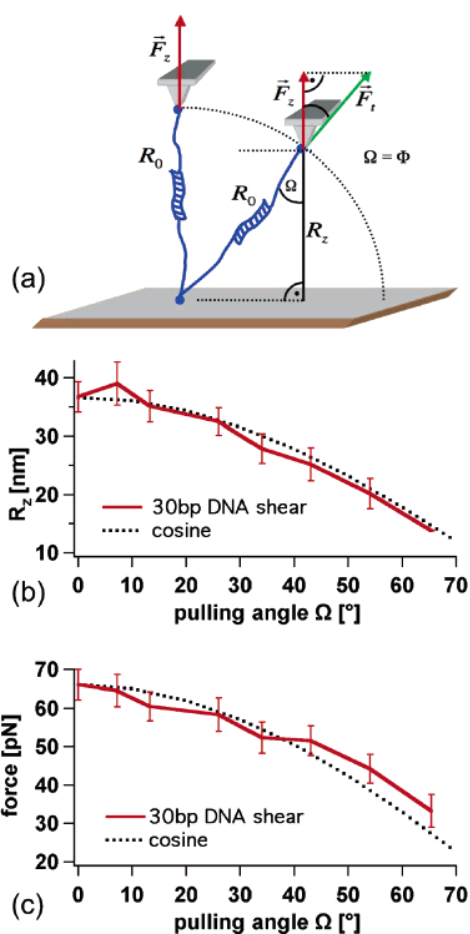 F⃗z
F⃗z
F⃗t
Ω = Φ
R0
R0
Ω
Rz
(a)
40
30
20
10
Rz [nm]
30bp DNA shear
cosine
0 10 20 30 40 50 60 70
pulling angle Ω [°]
(b)
70
60
50
40
30
20
force [pN]
30bp DNA shear
cosine
0 10 20 30 40 50 60 70
pulling angle Ω [°]
(c)